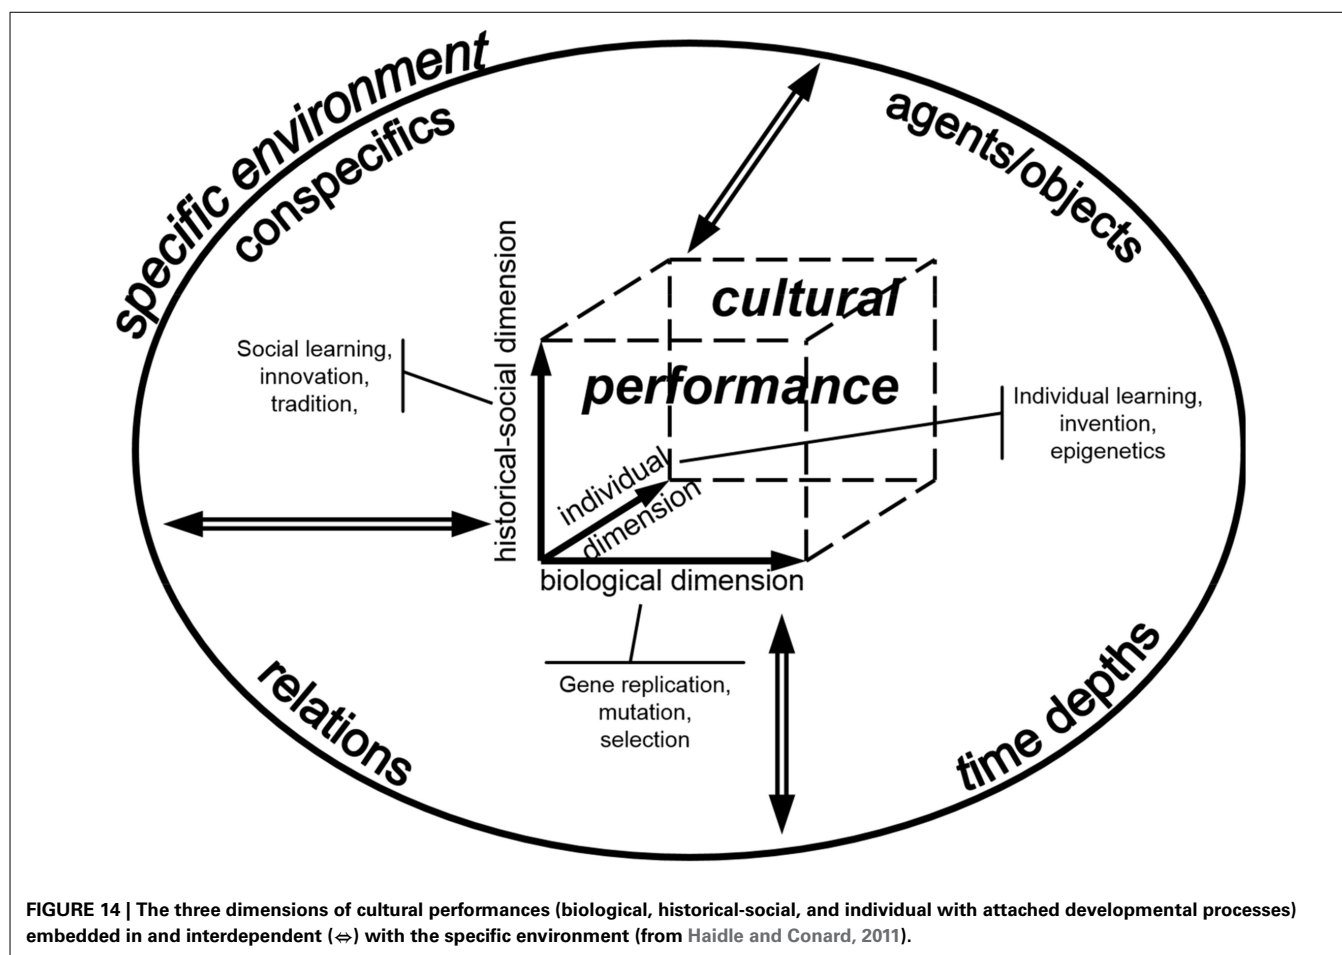 specific environment
conspecifics
agents/objects
cultural
performance
historical-social dimension
Social learning,
innovation,
tradition,
Individual learning,
invention,
epigenetics
individual
dimension
biological dimension
Gene replication,
mutation,
selection
relations
time depths
FIGURE 14 | The three dimensions of cultural performances (biological, historical-social, and individual with attached developmental processes)
embedded in and interdependent (⇔) with the specific environment (from Haidle and Conard, 2011).